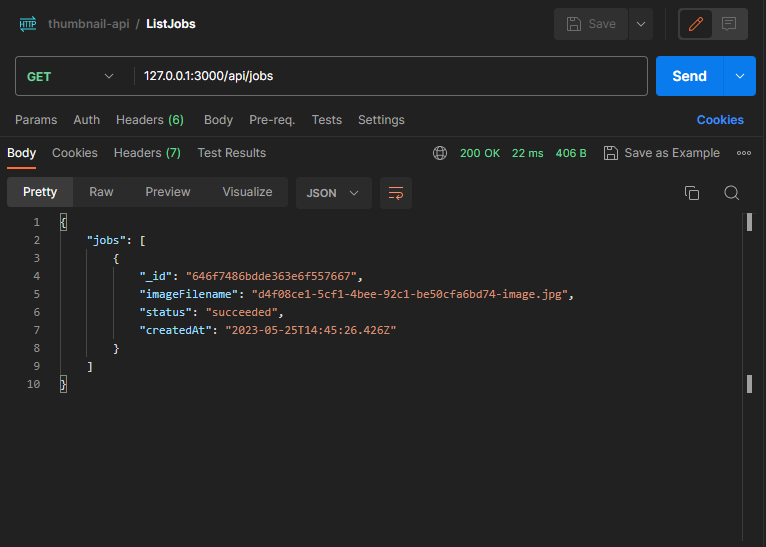 HTTP thumbnail-api / ListJobs Save
GET 127.0.0.1:3000/api/jobs Send
Params Auth Headers (6) Body Pre-req. Tests Settings Cookies
Body Cookies Headers (7) Test Results 200 OK 22 ms 406 B Save as Example
Pretty Raw Preview Visualize JSON
1 {
2 "jobs": [
3 {
4 "_id": "646f7486bdde363e6f557667",
5 "imageFilename": "d4f08ce1-5cf1-4bee-92c1-be50cfa6bd74-image.jpg",
6 "status": "succeeded",
7 "createdAt": "2023-05-25T14:45:26.426Z"
8 }
9 ]
10 }